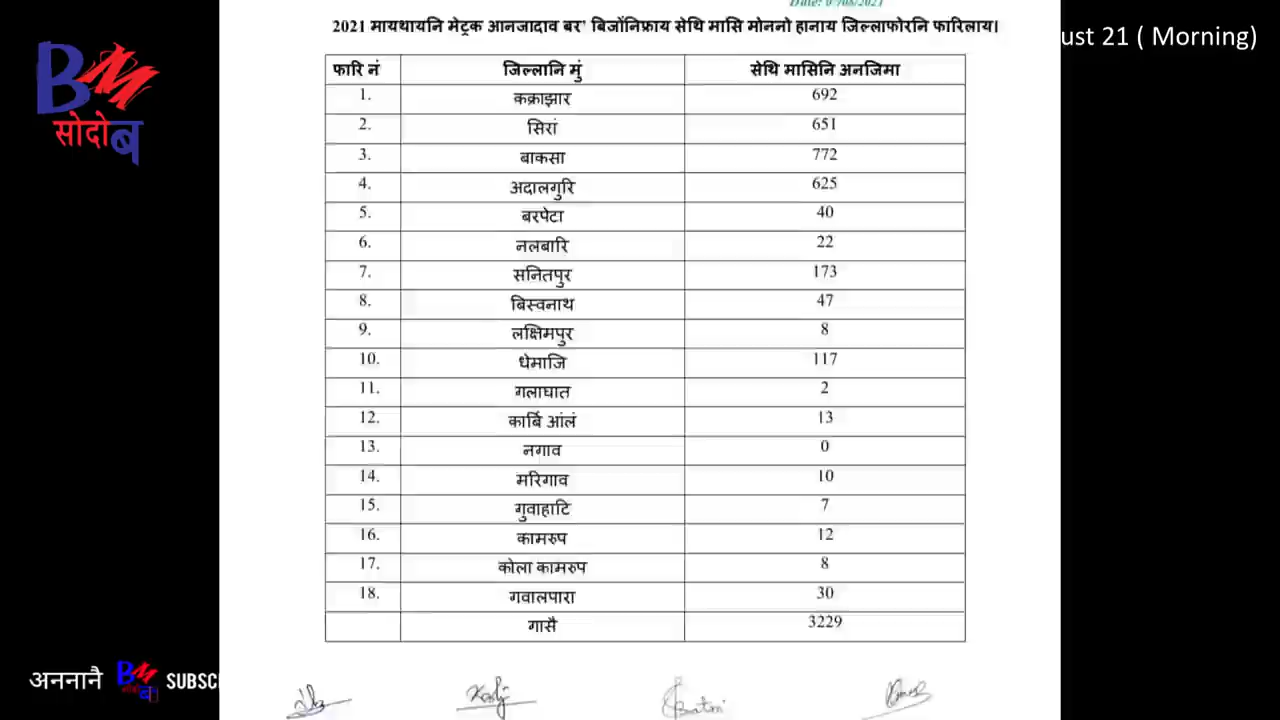 2021 मायथायनि मेट्रिक आनजादाव बर' बिजोँनिफ्राय सेथि मासि मोननो हानाय जिल्लाफोरनि फारिलाय।
ust 21 ( Morning)
BM
सोदोब
फारि नं जिल्लानि मुं सेथि मासिनि अनजिमा
1. कक्राझार 692
2. सिरां 651
3. बाकसा 772
4. अदालगुरि 625
5. बरपेटा 40
6. नलबारि 22
7. सनितपुर 173
8. बिस्वनाथ 47
9. लक्षिमपुर 8
10. धेमाजि 117
11. गलाघात 2
12. कार्बि आंलं 13
13. नगाव 0
14. मरिगाव 10
15. गुवाहाटि 7
16. कामरुप 12
17. कोला कामरुप 8
18. गवालपारा 30
गासै 3229
अननानै BM सोदोब SUBSC